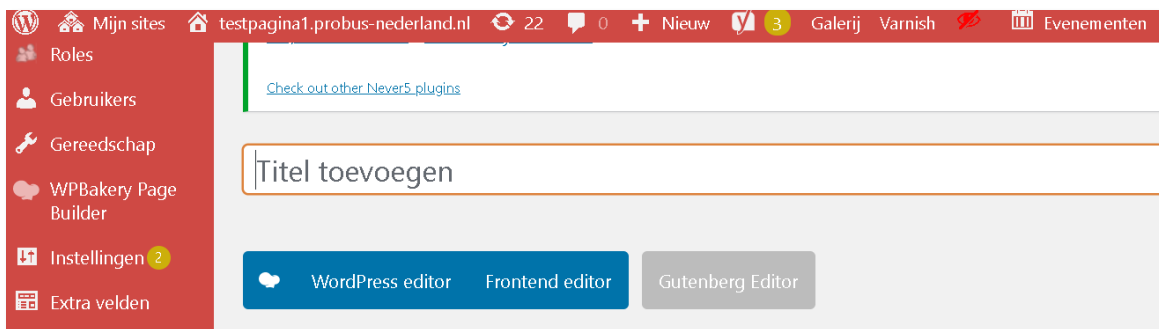 Mijn sites testpagina1.probus-nederland.nl 22 0 Nieuw 3 Galerij Varnish Evenementen
Roles
Check out other Never5 plugins
Gebruikers
Gereedschap
Titel toevoegen
WPBakery Page
Builder
Instellingen 2
WordPress editor Frontend editor Gutenberg Editor
Extra velden